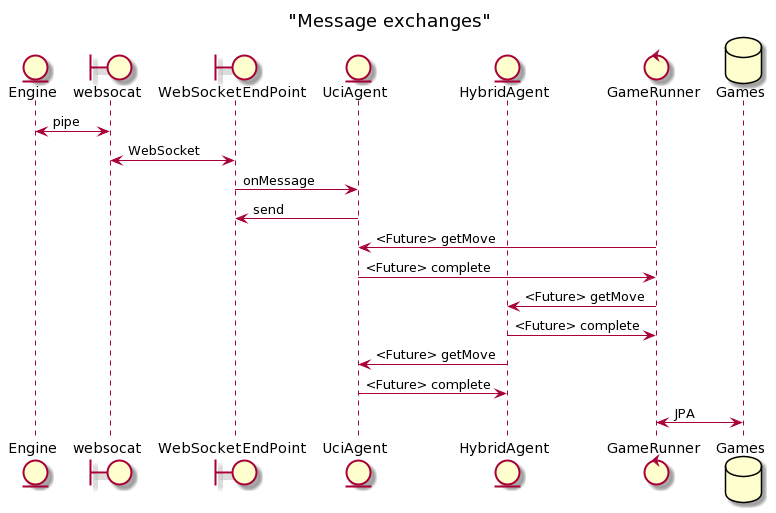 "Message exchanges"
Engine websocat WebSocketEndPoint UciAgent HybridAgent GameRunner Games
pipe
WebSocket
onMessage
send
<Future> getMove
<Future> complete
<Future> getMove
<Future> complete
<Future> getMove
<Future> complete
JPA
Engine websocat WebSocketEndPoint UciAgent HybridAgent GameRunner Games